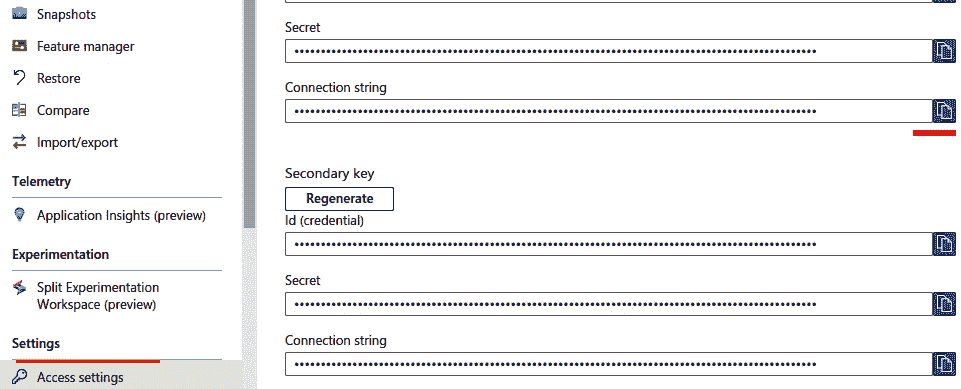 Snapshots
Feature manager
Restore
Compare
Import/export
Telemetry
Application Insights (preview)
Experimentation
Split Experimentation
Workspace (preview)
Settings
Access settings
Secret
Connection string
Secondary key
Regenerate
Id (credential)
Secret
Connection string